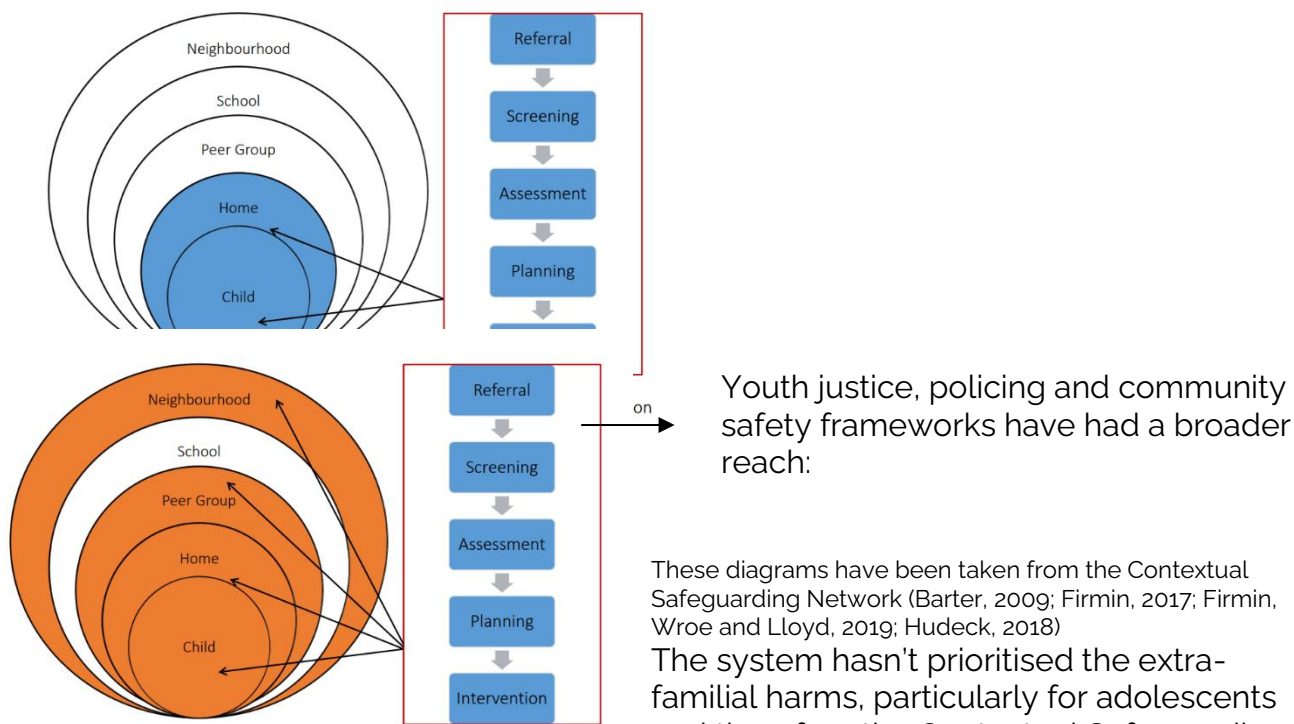 Neighbourhood
School
Peer Group
Home
Child
Referral
Screening
Assessment
Planning
Neighbourhood
School
Peer Group
Home
Child
Referral
Screening
Assessment
Planning
Intervention
on
Youth justice, policing and community
safety frameworks have had a broader
reach:
These diagrams have been taken from the Contextual
Safeguarding Network (Barter, 2009; Firmin, 2017; Firmin,
Wroe and Lloyd, 2019; Hudeck, 2018)
The system hasn't prioritised the extra-
familial harms, particularly for adolescents